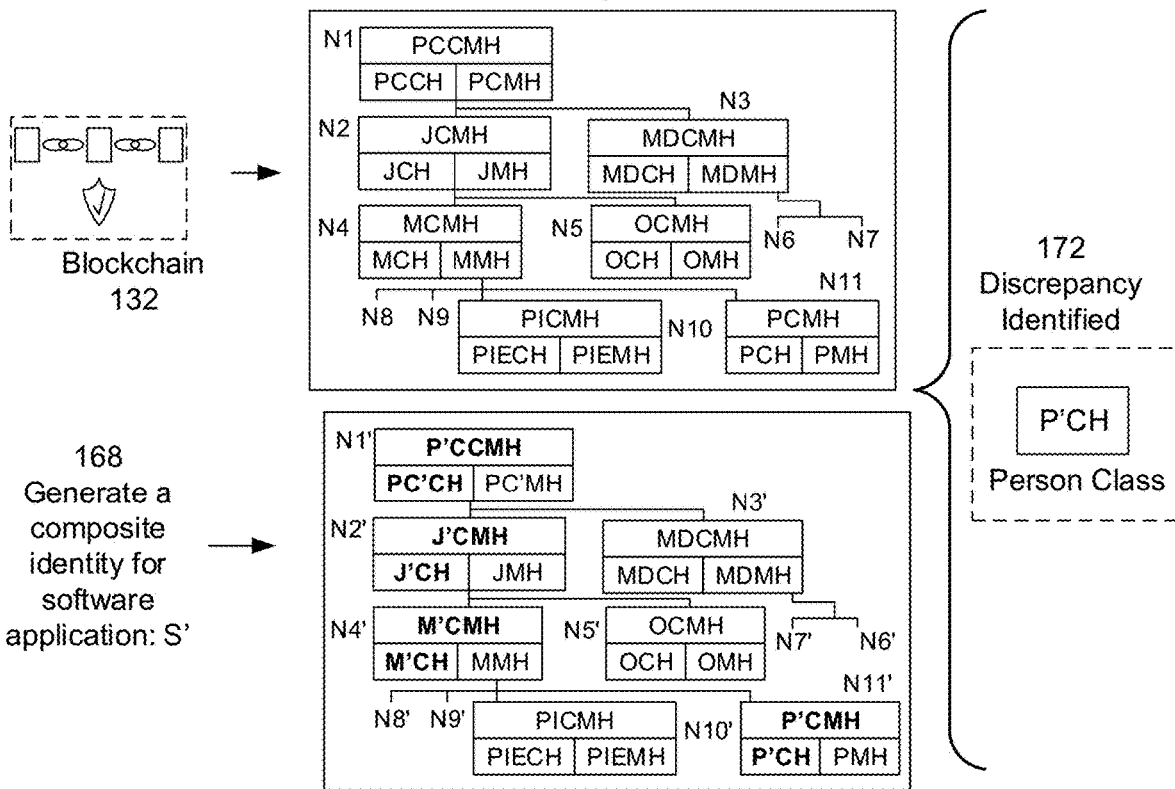 N1
PCCMH
PCCH PCMH
N3
N2
JCMH
MDCMH
JCH JMH
MDCH MDMH
N4
MCMH
N5
OCMH
N6 N7
MCH MMH
OCH OMH
Blockchain
132
N8 N9
PICMH
N10
N11
PCMH
PIECH PIEMH
PCH PMH
172
Discrepancy
Identified
P'CH
Person Class
168
Generate a
composite
identity for
software
application: S'
N1'
P'CCMH
PC'CH PC'MH
N3'
N2'
J'CMH
MDCMH
J'CH JMH
MDCH MDMH
N4'
M'CMH
N5'
OCMH
N7' N6'
M'CH MMH
OCH OMH
N11'
N8' N9'
PICMH
N10'
P'CMH
PIECH PIEMH
P'CH PMH